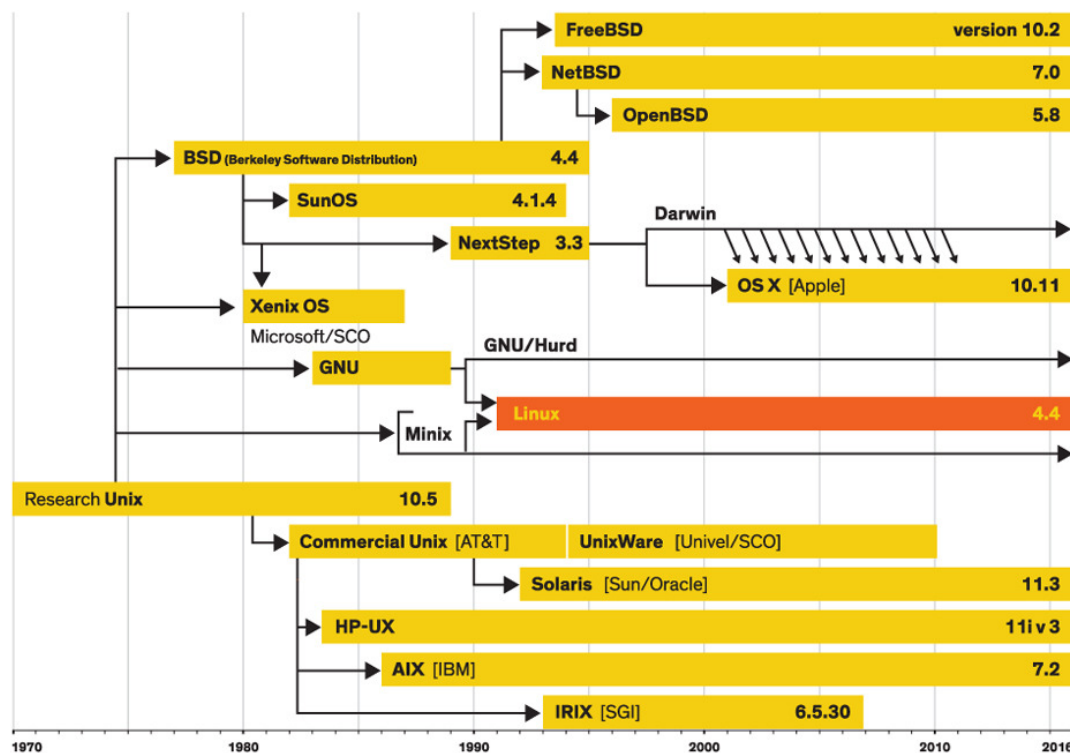 FreeBSD version 10.2
NetBSD 7.0
OpenBSD 5.8
BSD (Berkeley Software Distribution) 4.4
SunOS 4.1.4
Darwin
NextStep 3.3
OS X [Apple] 10.11
Xenix OS
Microsoft/SCO
GNU/Hurd
GNU
Linux 4.4
Minix
Research Unix 10.5
Commercial Unix [AT&T] UnixWare [Univel/SCO]
Solaris [Sun/Oracle] 11.3
HP-UX 11i v 3
AIX [IBM] 7.2
IRIX [SGI] 6.5.30
1970 1980 1990 2000 2010 2016